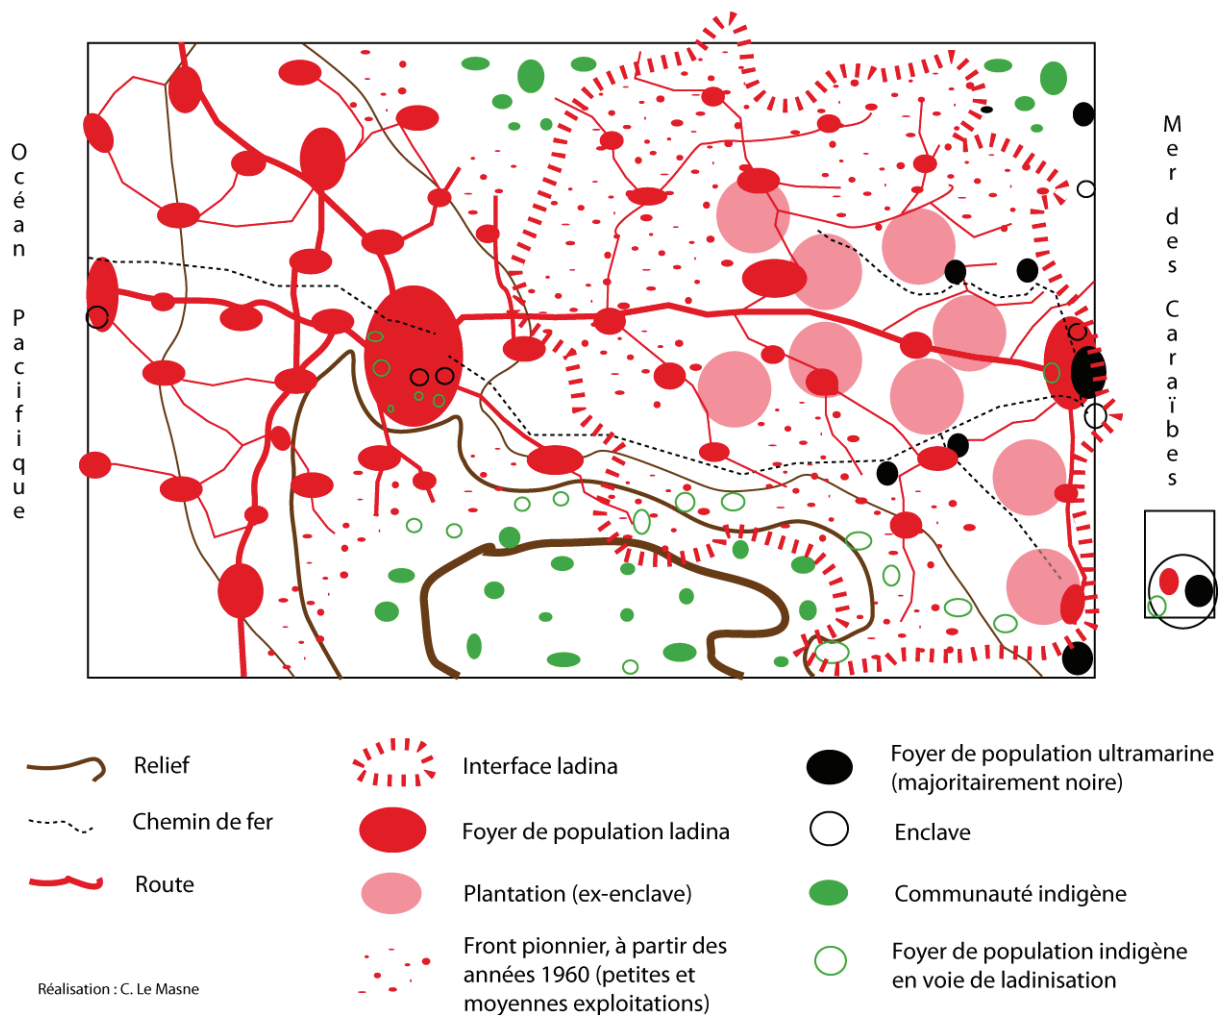 Océan Pacifique
Mer des Caraïbes
Relief
Chemin de fer
Route
Interface ladina
Foyer de population ladina
Plantation (ex-enclave)
Front pionnier, à partir des
années 1960 (petites et
moyennes exploitations)
Foyer de population ultramarine
(majoritairement noire)
Enclave
Communauté indigène
Foyer de population indigène
en voie de ladinisation
Réalisation : C. Le Masne